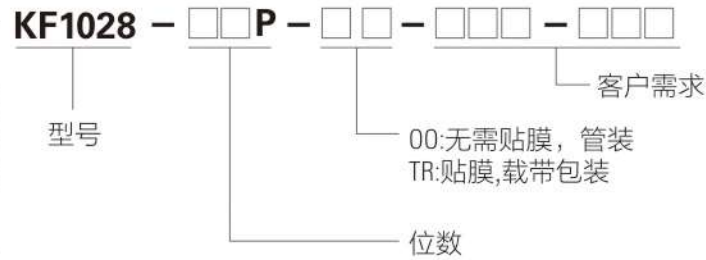 KF1028 – □□P – □□ – □□□ – □□□
客户需求
型号
00:无需贴膜，管装
TR:贴膜,载带包装
位数